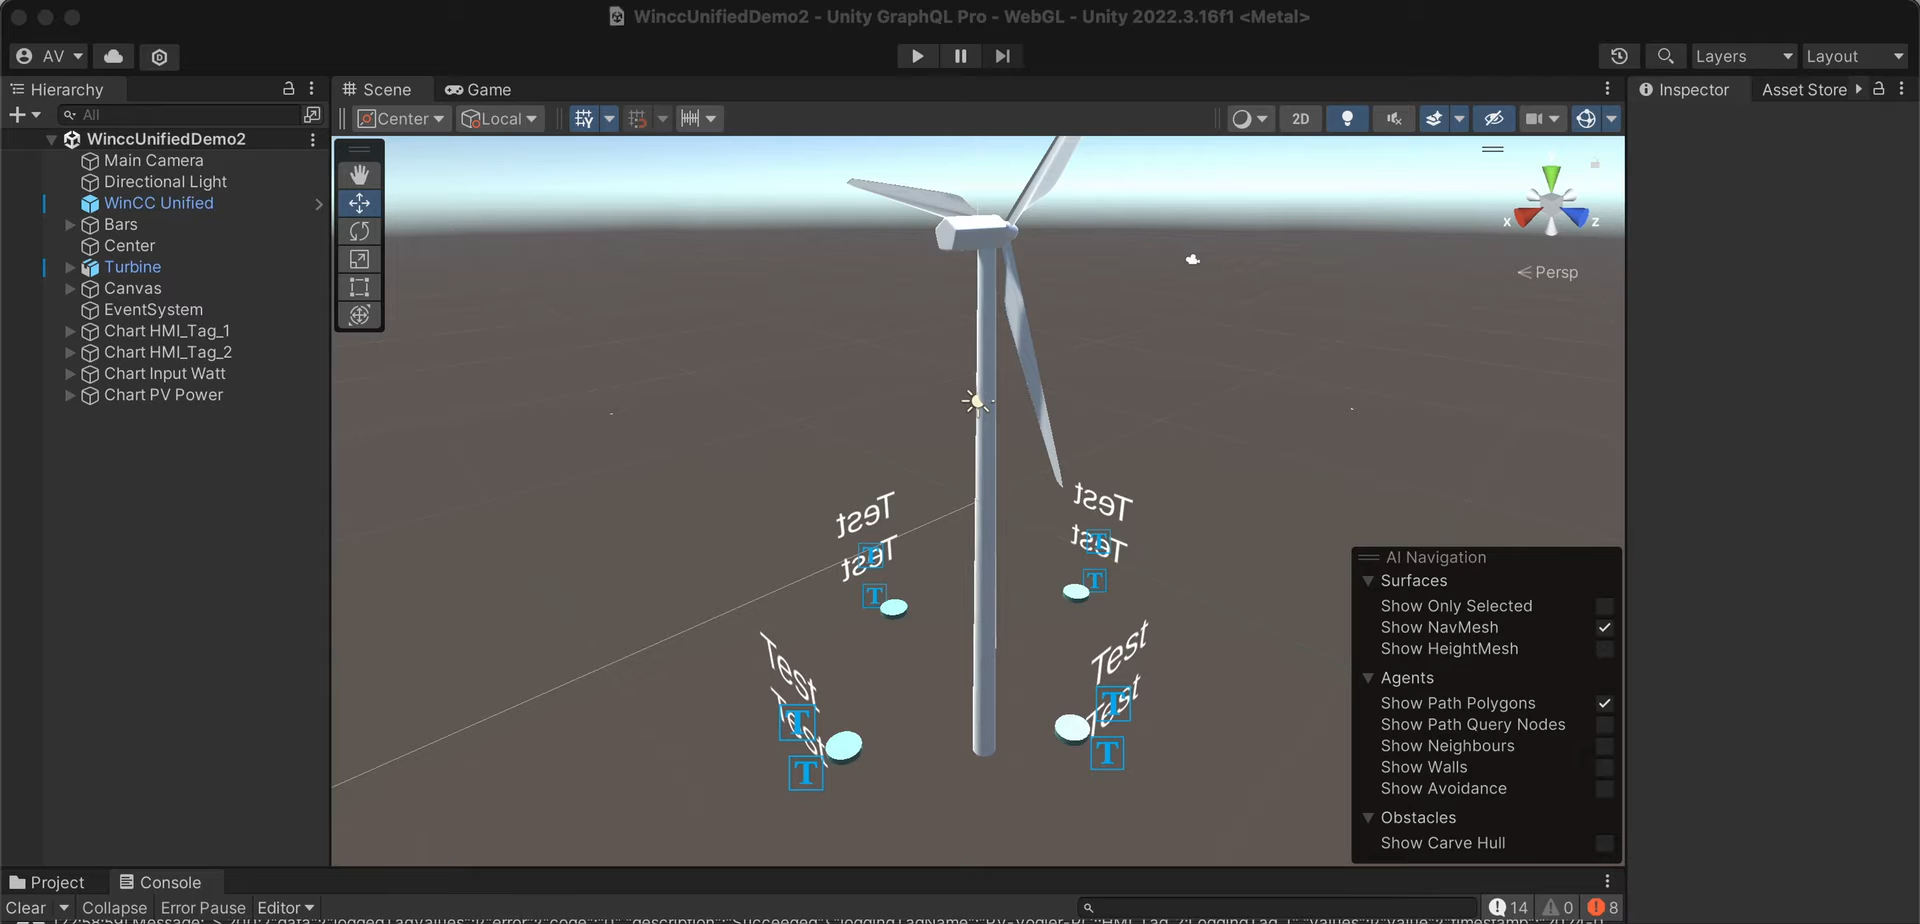 WinccUnifiedDemo2 - Unity GraphQL Pro - WebGL - Unity 2022.3.16f1 <Metal>
AV
Layers
Layout
Hierarchy
Scene
Game
Inspector
Asset Store
All
Center
Local
2D
WinccUnifiedDemo2
Main Camera
Directional Light
WinCC Unified
Bars
Center
Turbine
Canvas
EventSystem
Chart HMI_Tag_1
Chart HMI_Tag_2
Chart Input Watt
Chart PV Power
x
z
Persp
Test
Test
Test
Test
T
T
T
T
Test
Test
Test
Test
T
T
T
T
AI Navigation
Surfaces
Show Only Selected
Show NavMesh
Show HeightMesh
Agents
Show Path Polygons
Show Path Query Nodes
Show Neighbours
Show Walls
Show Avoidance
Obstacles
Show Carve Hull
Project
Console
Clear
Collapse
Error Pause
Editor
14
0
8